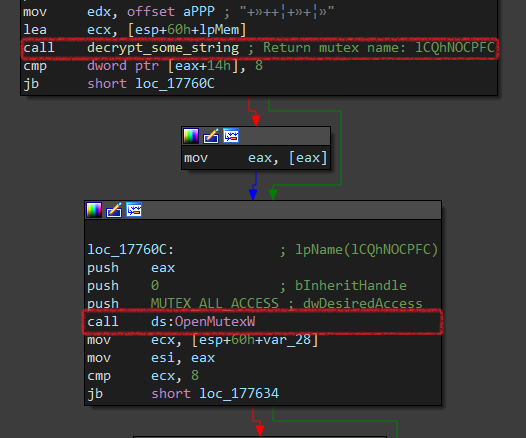 mov     edx, offset aPPP ; "+»++¦+»+¦»"
lea     ecx, [esp+60h+lpMem]
call    decrypt_some_string ; Return mutex name: lCQhNOCPFC
cmp     dword ptr [eax+14h], 8
jb      short loc_17760C
mov     eax, [eax]
loc_17760C:             ; lpName(lCQhNOCPFC)
push    eax
push    0               ; bInheritHandle
push    MUTEX_ALL_ACCESS ; dwDesiredAccess
call    ds:OpenMutexW
mov     ecx, [esp+60h+var_28]
mov     esi, eax
cmp     ecx, 8
jb      short loc_177634